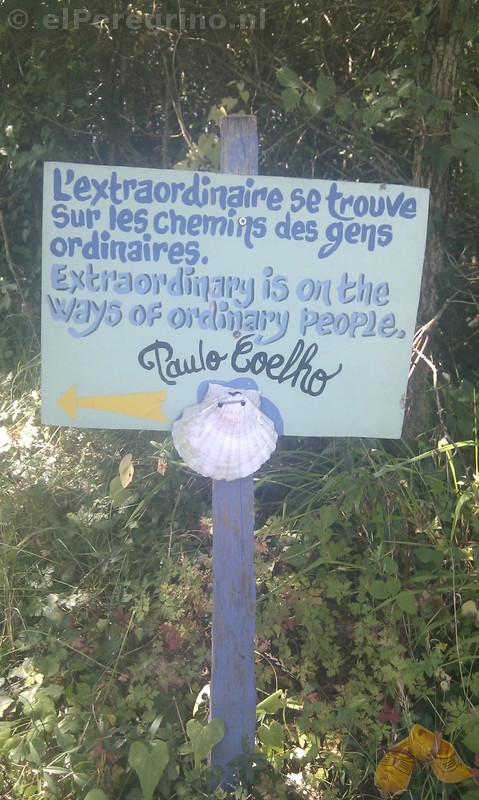 © elPeregrino.nl
L'extraordinaire se trouve
sur les chemins des gens
ordinaires.
Extraordinary is on the
ways of ordinary people.
Paulo Coelho